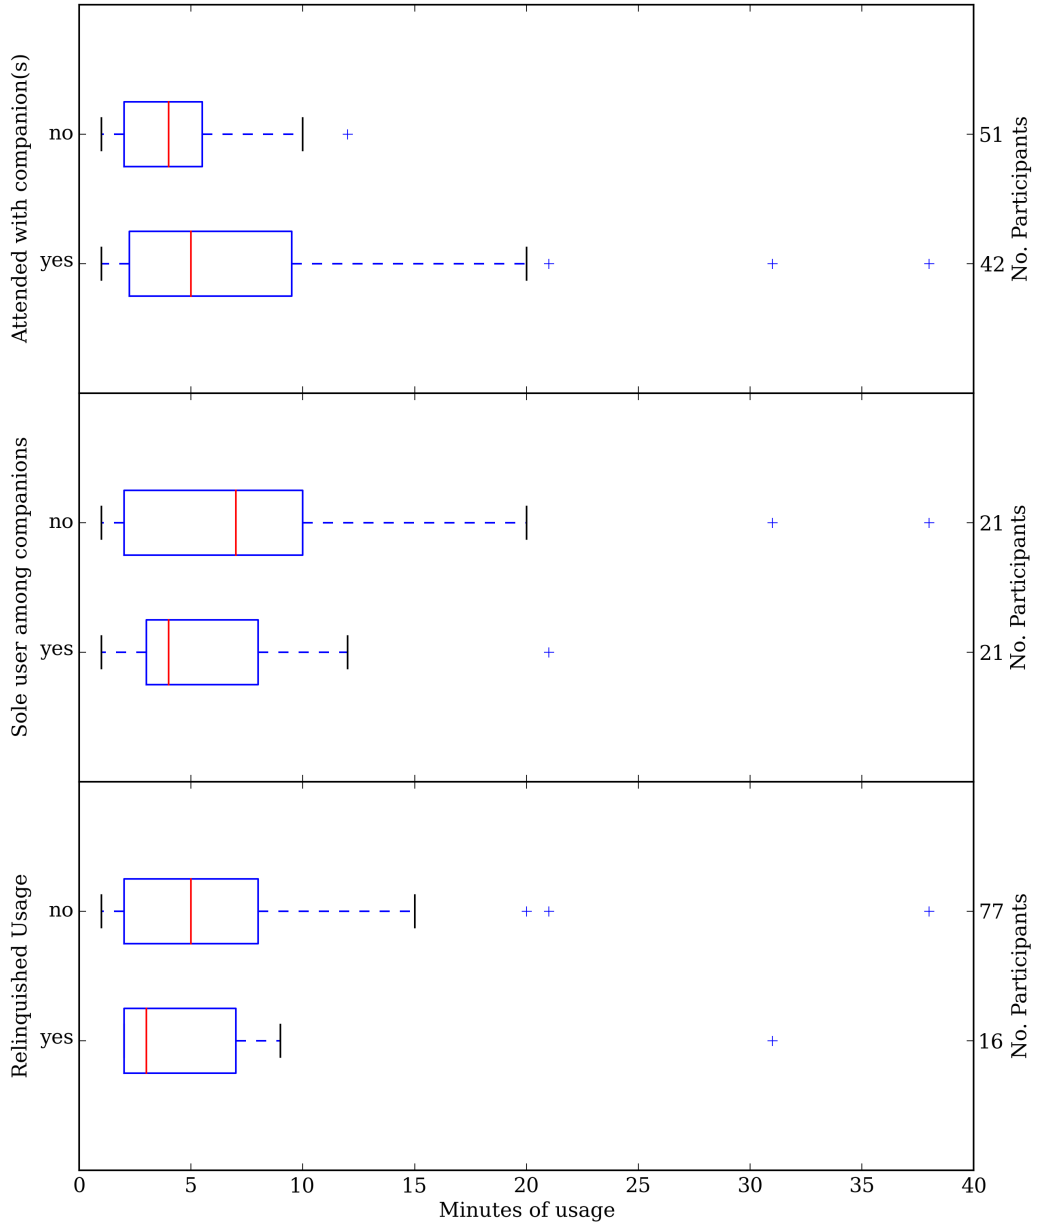 Attended with companion(s)
no
yes
51
42
No. Participants
Sole user among companions
no
yes
21
21
No. Participants
Relinquished Usage
no
yes
77
16
No. Participants
0 5 10 15 20 25 30 35 40
Minutes of usage